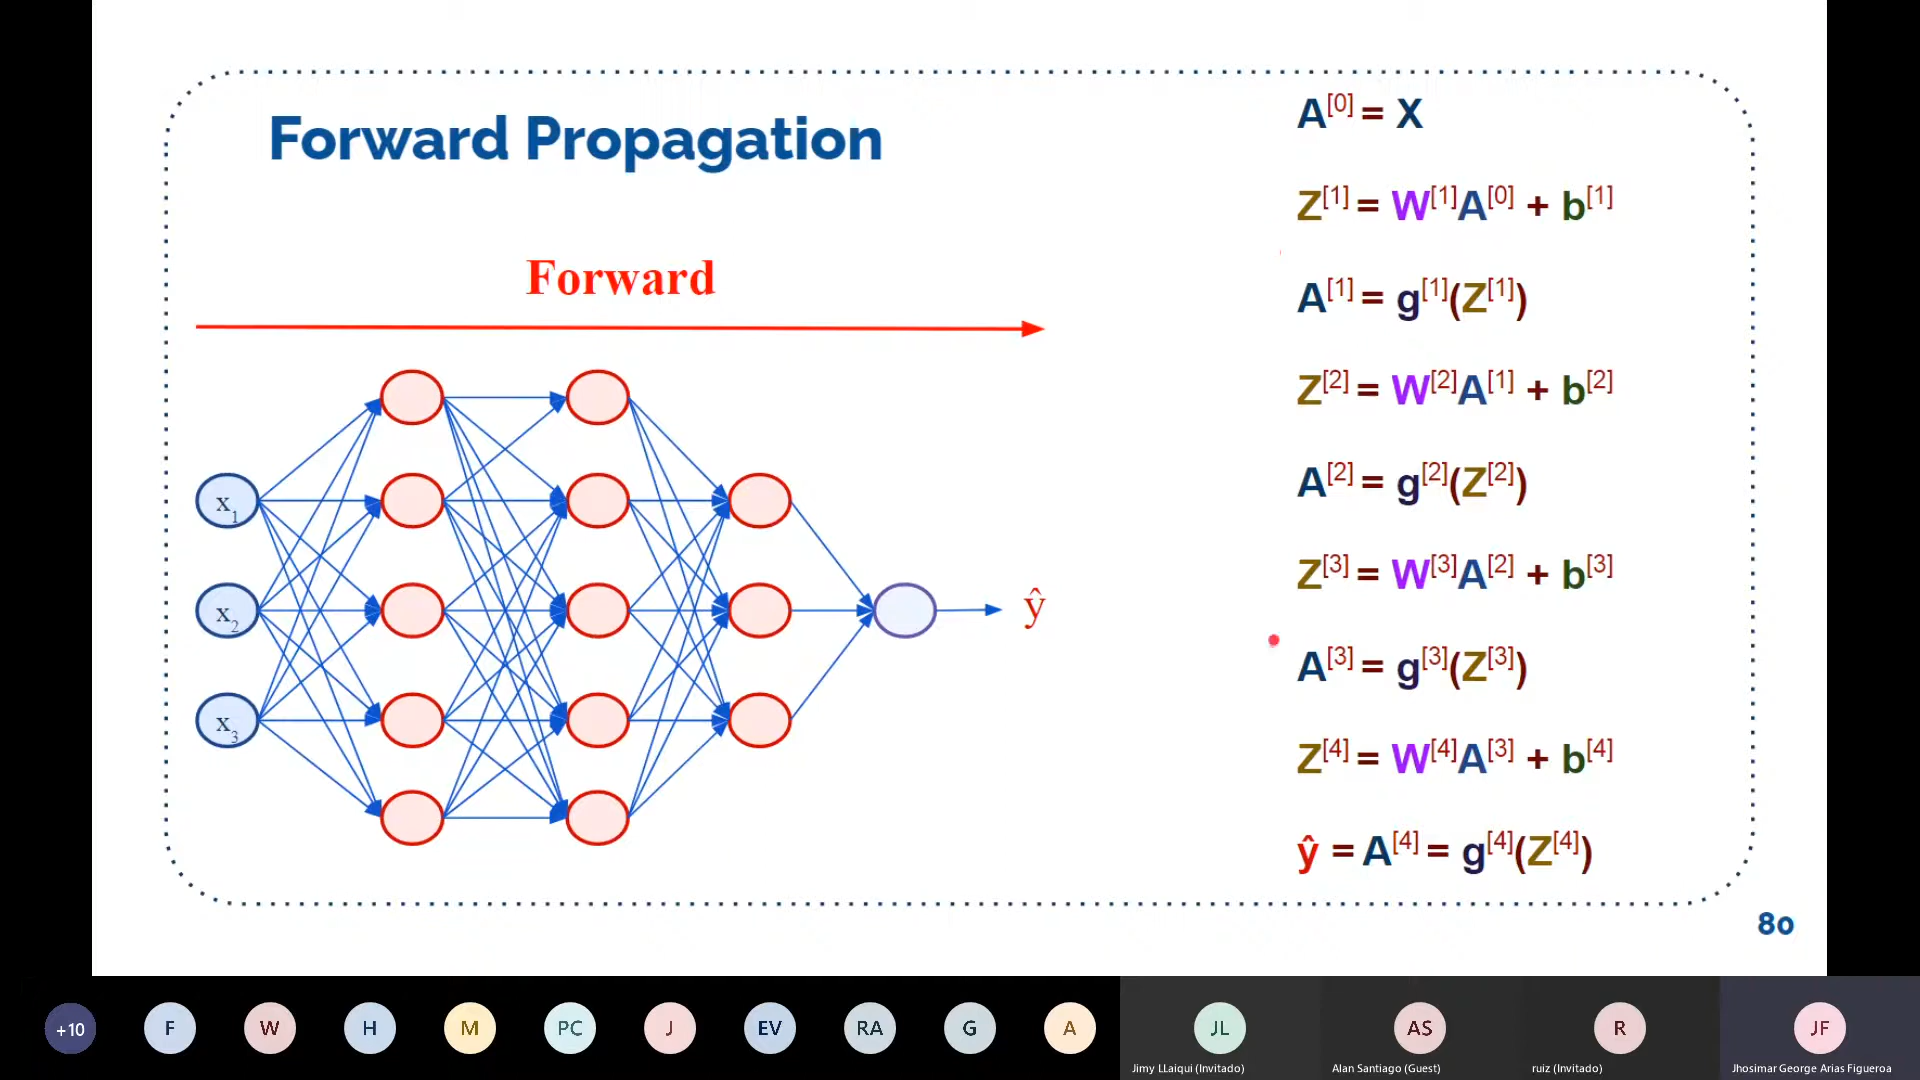 Forward Propagation
Forward
x1
x2
x3
ŷ
A[0] = X
Z[1] = W[1]A[0] + b[1]
A[1] = g[1](Z[1])
Z[2] = W[2]A[1] + b[2]
A[2] = g[2](Z[2])
Z[3] = W[3]A[2] + b[3]
A[3] = g[3](Z[3])
Z[4] = W[4]A[3] + b[4]
ŷ = A[4] = g[4](Z[4])
80
+10
F
W
H
M
PC
J
EV
RA
G
A
JL
Jimy LLaiqui (Invitado)
AS
Alan Santiago (Guest)
R
ruiz (Invitado)
JF
Jhosimar George Arias Figueroa